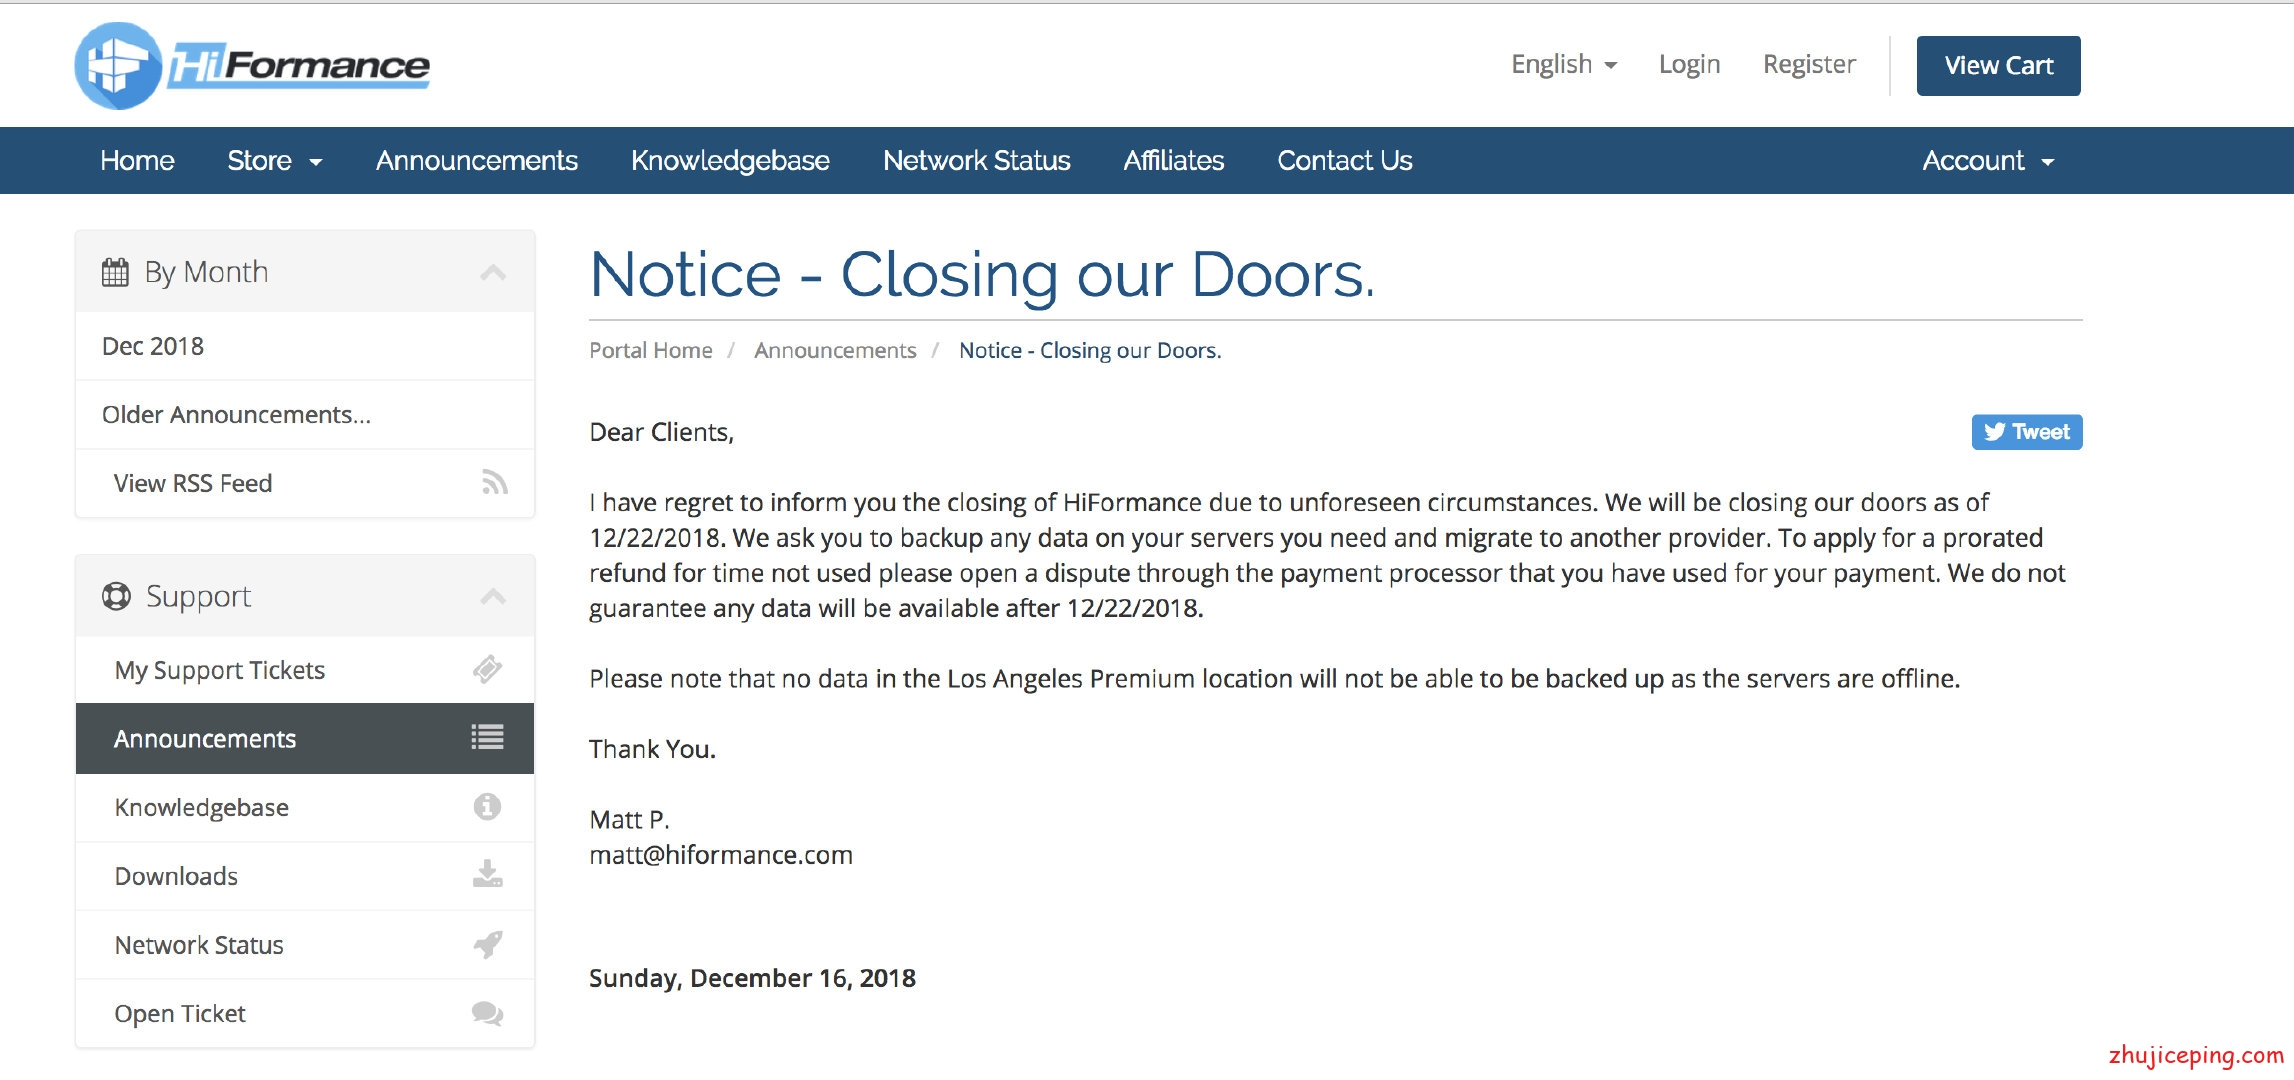 HiFormance
English
Login
Register
View Cart
Home
Store
Announcements
Knowledgebase
Network Status
Affiliates
Contact Us
Account
By Month
Dec 2018
Older Announcements...
View RSS Feed
Support
My Support Tickets
Announcements
Knowledgebase
Downloads
Network Status
Open Ticket
Notice - Closing our Doors.
Portal Home / Announcements / Notice - Closing our Doors.
Tweet
Dear Clients,
I have regret to inform you the closing of HiFormance due to unforeseen circumstances. We will be closing our doors as of
12/22/2018. We ask you to backup any data on your servers you need and migrate to another provider. To apply for a prorated
refund for time not used please open a dispute through the payment processor that you have used for your payment. We do not
guarantee any data will be available after 12/22/2018.
Please note that no data in the Los Angeles Premium location will not be able to be backed up as the servers are offline.
Thank You.
Matt P.
matt@hiformance.com
Sunday, December 16, 2018
zhujiceping.com